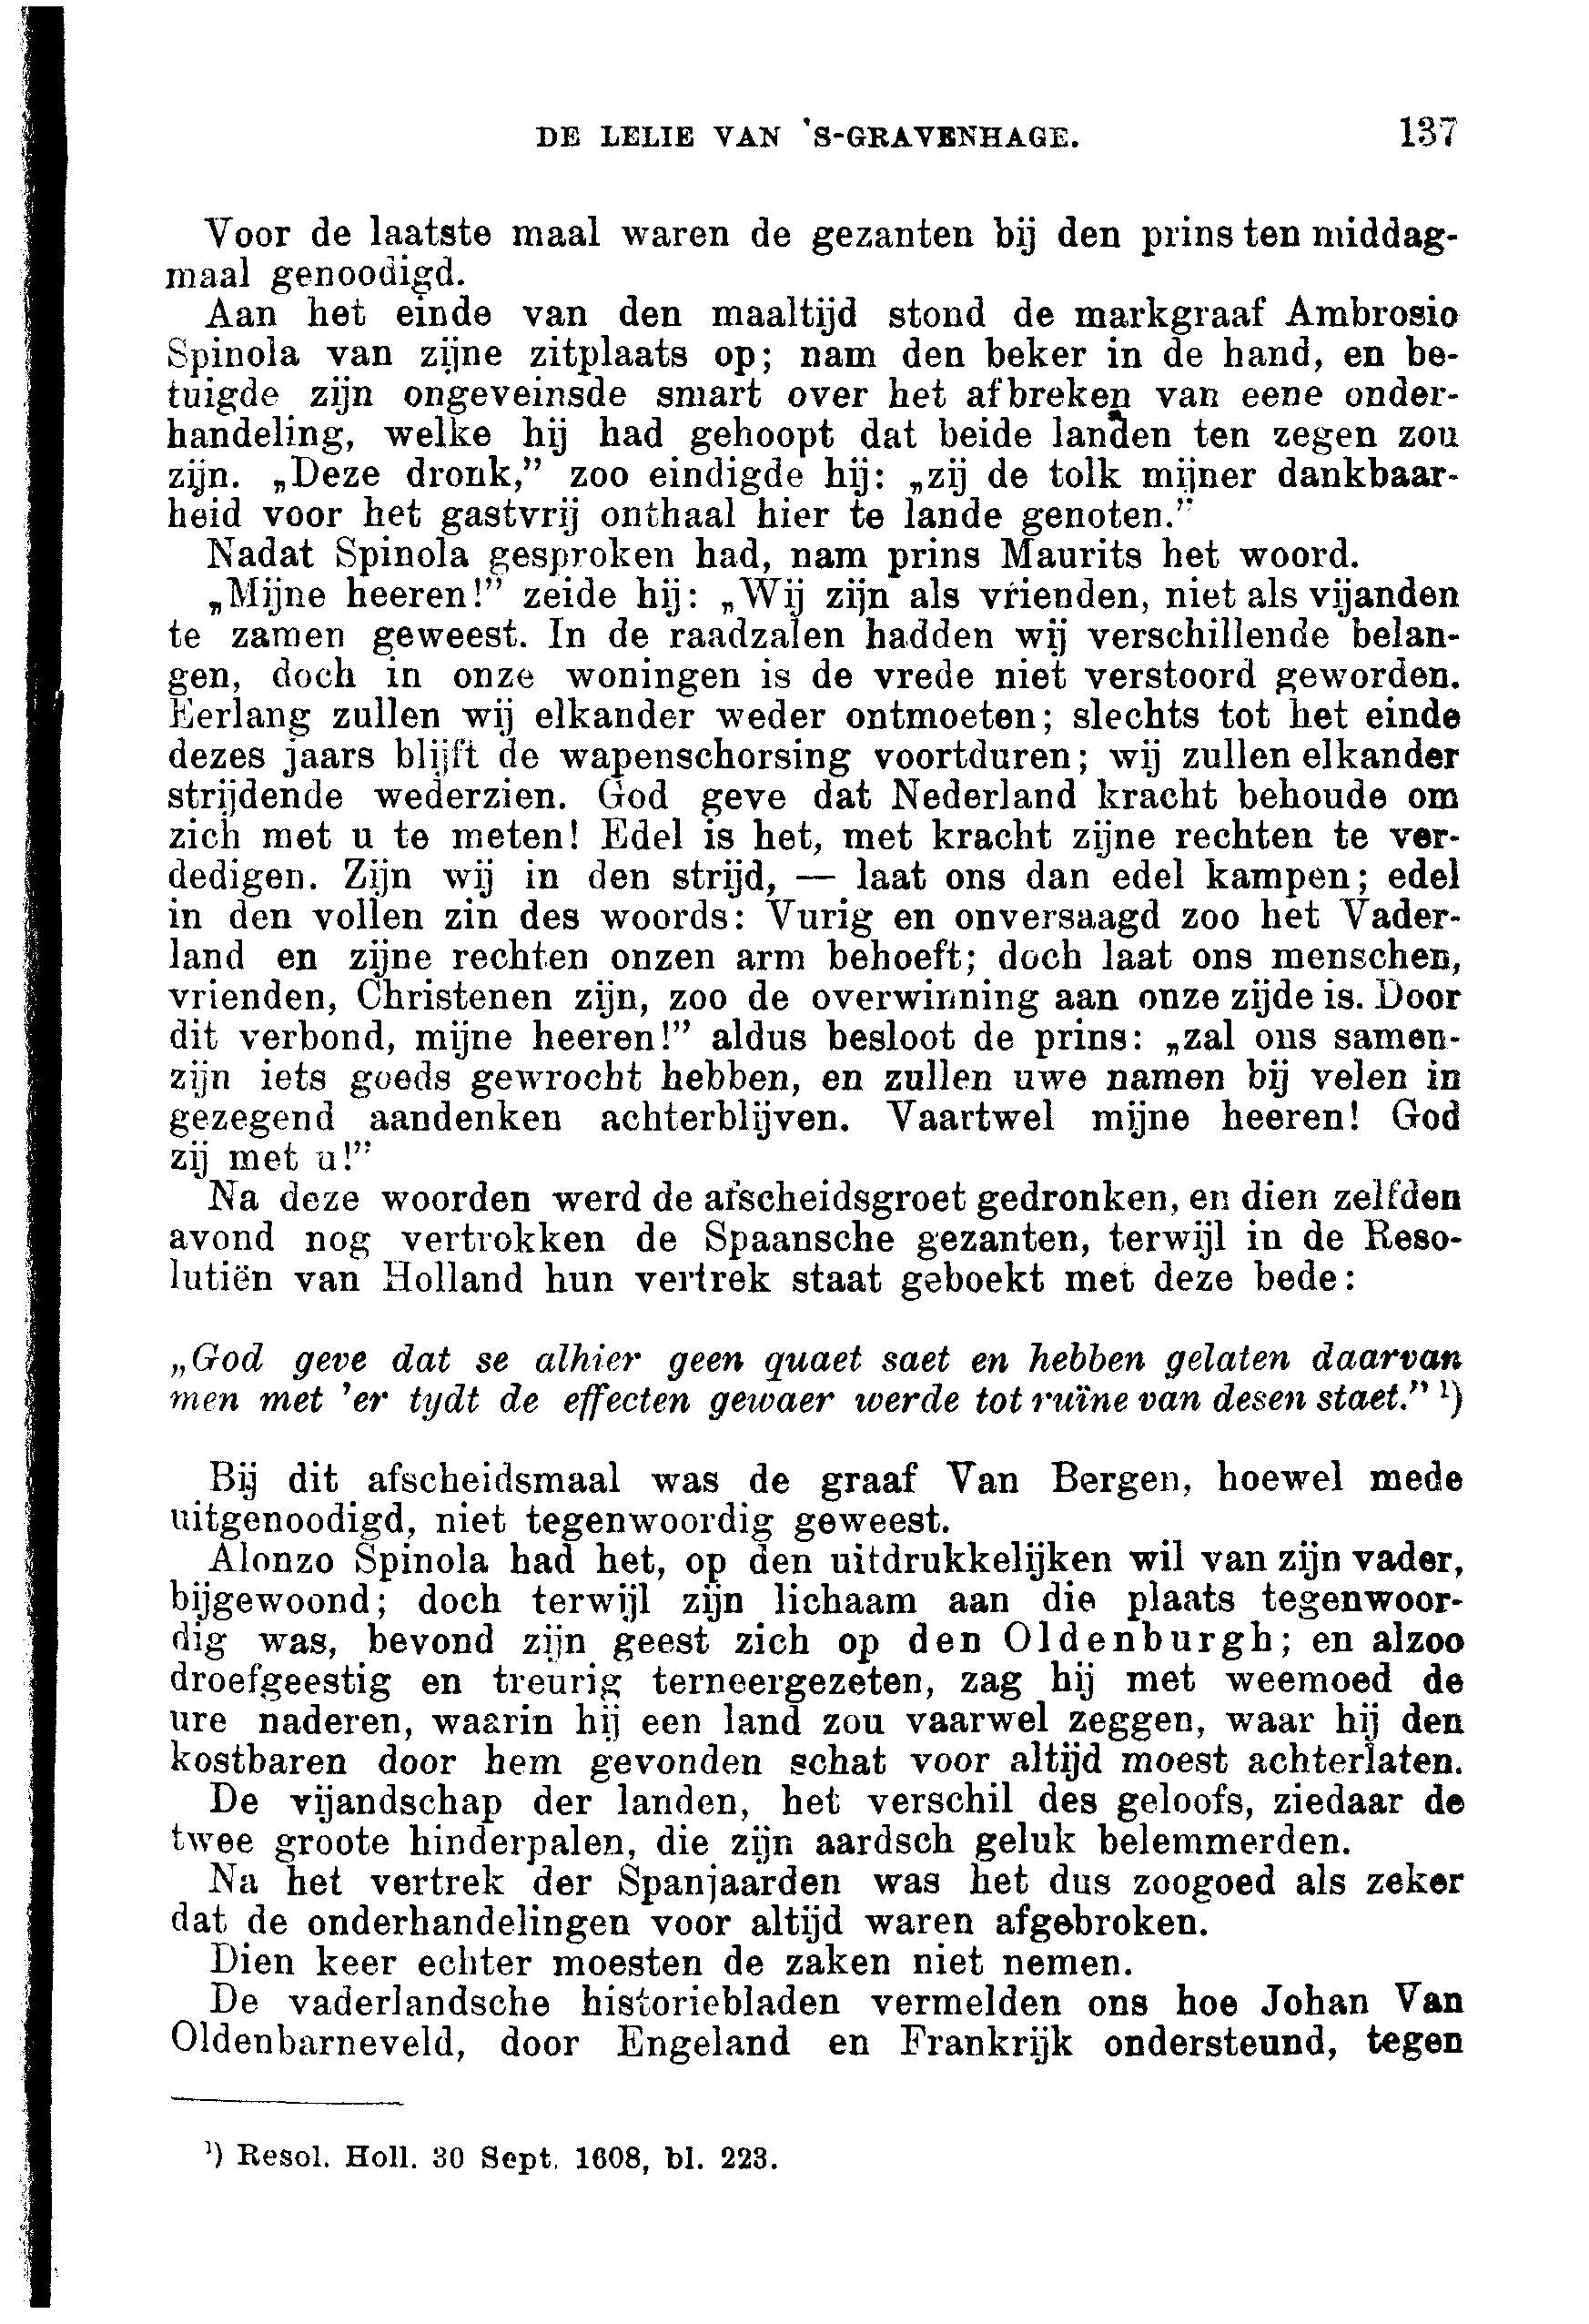 DE LELIE VAN 'S-GRAVENHAGE. 137
Voor de laatste maal waren de gezanten bij den prins ten middag-
maal genoodigd.
Aan het einde van den maaltijd stond de markgraaf Ambrosio
Spinola van zijne zitplaats op; nam den beker in de hand, en be-
tuigde zijn ongeveinsde smart over het afbreken van eene onder-
handeling, welke hij had gehoopt dat beide landen ten zegen zou
zijn. „Deze dronk,” zoo eindigde hij: „zij de tolk mijner dankbaar-
heid voor het gastvrij onthaal hier te lande genoten.”
Nadat Spinola gesproken had, nam prins Maurits het woord.
„Mijne heeren!” zeide hij: „Wij zijn als vrienden, niet als vijanden
te zamen geweest. In de raadzalen hadden wij verschillende belan-
gen, doch in onze woningen is de vrede niet verstoord geworden.
Eerlang zullen wij elkander weder ontmoeten; slechts tot het einde
dezes jaars blijft de wapenschorsing voortduren; wij zullen elkander
strijdende wederzien. God geve dat Nederland kracht behoude om
zich met u te meten! Edel is het, met kracht zijne rechten te ver-
dedigen. Zijn wij in den strijd, — laat ons dan edel kampen; edel
in den vollen zin des woords: Vurig en onversaagd zoo het Vader-
land en zijne rechten onzen arm behoeft; doch laat ons menschen,
vrienden, Christenen zijn, zoo de overwinning aan onze zijde is. Door
dit verbond, mijne heeren!” aldus besloot de prins: „zal ons samen-
zijn iets goeds gewrocht hebben, en zullen uwe namen bij velen in
gezegend aandenken achterblijven. Vaartwel mijne heeren! God
zij met u!”
Na deze woorden werd de afscheidsgroet gedronken, en dien zelfden
avond nog vertrokken de Spaansche gezanten, terwijl in de Reso-
lutiën van Holland hun vertrek staat geboekt met deze bede:
„God geve dat se alhier geen quaet saet en hebben gelaten daarvan
men met 'er tydt de effecten gewaer werde tot ruïne van desen staet.” ¹)
Bij dit afscheidsmaal was de graaf Van Bergen, hoewel mede
uitgenoodigd, niet tegenwoordig geweest.
Alonzo Spinola had het, op den uitdrukkelijken wil van zijn vader,
bijgewoond; doch terwijl zijn lichaam aan die plaats tegenwoor-
dig was, bevond zijn geest zich op den Oldenburgh; en alzoo
droefgeestig en treurig terneergezeten, zag hij met weemoed de
ure naderen, waarin hij een land zou vaarwel zeggen, waar hij den
kostbaren door hem gevonden schat voor altijd moest achterlaten.
De vijandschap der landen, het verschil des geloofs, ziedaar de
twee groote hinderpalen, die zijn aardsch geluk belemmerden.
Na het vertrek der Spanjaarden was het dus zoogoed als zeker
dat de onderhandelingen voor altijd waren afgebroken.
Dien keer echter moesten de zaken niet nemen.
De vaderlandsche historiebladen vermelden ons hoe Johan Van
Oldenbarneveld, door Engeland en Frankrijk ondersteund, tegen
¹) Resol. Holl. 30 Sept. 1608, bl. 223.